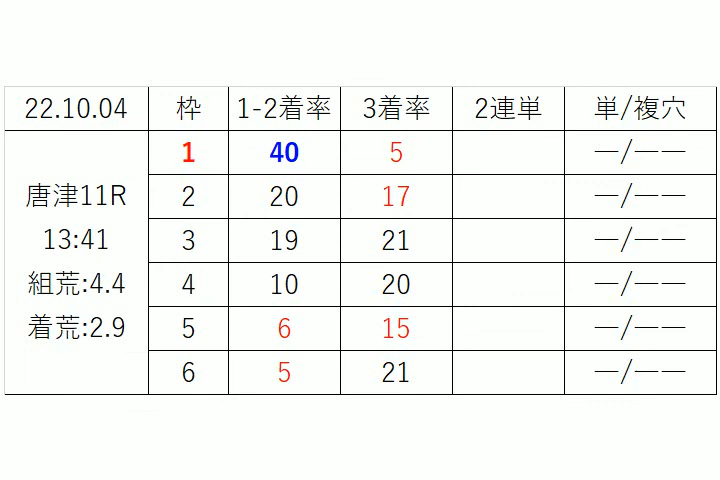 22.10.04 枠 1-2着率 3着率 2連単 単/複穴
唐津11R
13:41
組荒:4.4
着荒:2.9
1 40 5 ―/――
2 20 17 ―/――
3 19 21 ―/――
4 10 20 ―/――
5 6 15 ―/――
6 5 21 ―/――